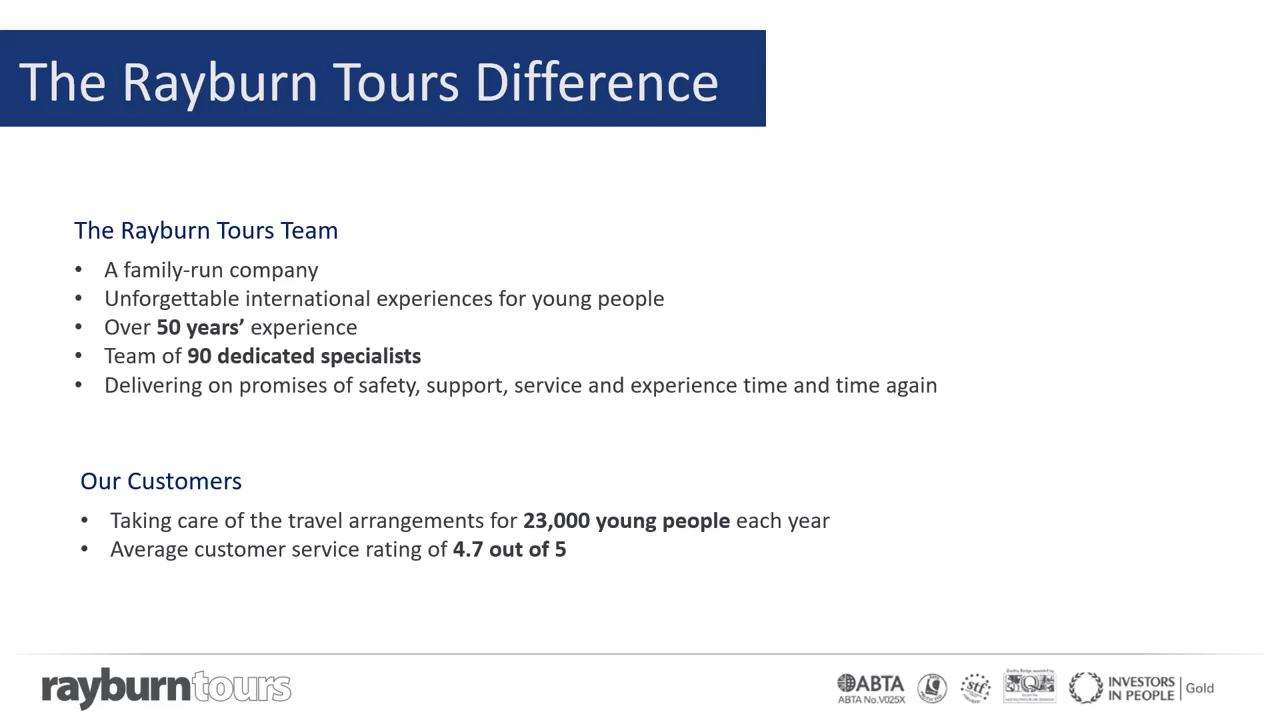 The Rayburn Tours Difference
The Rayburn Tours Team
• A family-run company
• Unforgettable international experiences for young people
• Over 50 years’ experience
• Team of 90 dedicated specialists
• Delivering on promises of safety, support, service and experience time and time again
Our Customers
• Taking care of the travel arrangements for 23,000 young people each year
• Average customer service rating of 4.7 out of 5
rayburntours
ABTA
ABTA No.V025X
stf
INVESTORS
IN PEOPLE
Gold